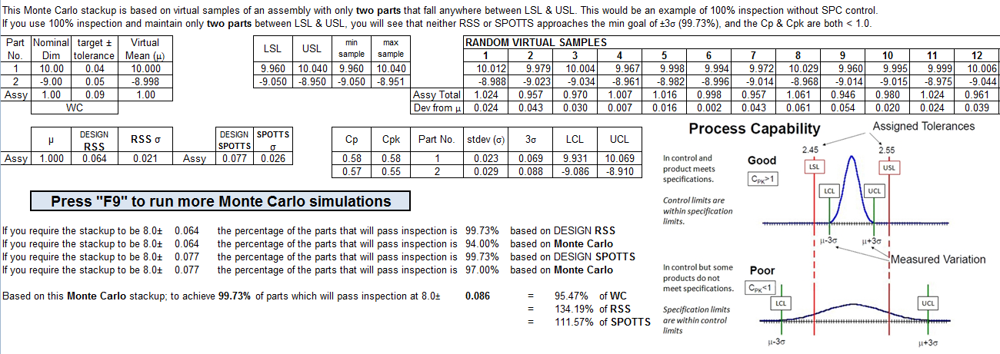 This Monte Carlo stackup is based on virtual samples of an assembly with only two parts that fall anywhere between LSL & USL. This would be an example of 100% inspection without SPC control.
If you use 100% inspection and maintain only two parts between LSL & USL, you will see that neither RSS or SPOTTS approaches the min goal of ±3σ (99.73%), and the Cp & Cpk are both < 1.0.
Part No. Nominal Dim target ± tolerance Virtual Mean (μ)
1 10.00 0.04 10.000
2 -9.00 0.05 -8.998
Assy 1.00 0.09 1.00
WC
LSL USL min sample max sample
9.960 10.040 9.960 10.040
-9.050 -8.950 -9.050 -8.951
RANDOM VIRTUAL SAMPLES
1 2 3 4 5 6 7 8 9 10 11 12
10.012 9.979 10.004 9.967 9.998 9.994 9.972 10.029 9.960 9.995 9.999 10.006
-8.988 -9.023 -9.034 -8.961 -8.982 -8.996 -9.014 -8.968 -9.014 -9.015 -8.975 -9.044
Assy Total 1.024 0.957 0.970 1.007 1.016 0.998 0.957 1.061 0.946 0.980 1.024 0.961
Dev from μ 0.024 0.043 0.030 0.007 0.016 0.002 0.043 0.061 0.054 0.020 0.024 0.039
μ DESIGN RSS RSS σ
Assy 1.000 0.064 0.021
DESIGN SPOTTS SPOTTS σ
Assy 0.077 0.026
Cp Cpk Part No. stdev (σ) 3σ LCL UCL
0.58 0.58 1 0.023 0.069 9.931 10.069
0.57 0.55 2 0.029 0.088 -9.086 -8.910
Press "F9" to run more Monte Carlo simulations
If you require the stackup to be 8.0± 0.064 the percentage of the parts that will pass inspection is 99.73% based on DESIGN RSS
If you require the stackup to be 8.0± 0.064 the percentage of the parts that will pass inspection is 94.00% based on Monte Carlo
If you require the stackup to be 8.0± 0.077 the percentage of the parts that will pass inspection is 99.73% based on DESIGN SPOTTS
If you require the stackup to be 8.0± 0.077 the percentage of the parts that will pass inspection is 97.00% based on Monte Carlo
Based on this Monte Carlo stackup; to achieve 99.73% of parts which will pass inspection at 8.0± 0.086 = 95.47% of WC
= 134.19% of RSS
= 111.57% of SPOTTS
Process Capability
Assigned Tolerances
2.45 2.55
In control and
product meets
specifications.
Good
CPK>1
LSL USL
LCL UCL
Control limits are
within specification
limits.
μ-3σ μ+3σ
Measured Variation
In control but some
products do not
meet specifications.
Poor
CPK<1
LCL UCL
Specification limits
are within control
limits
μ-3σ μ+3σ